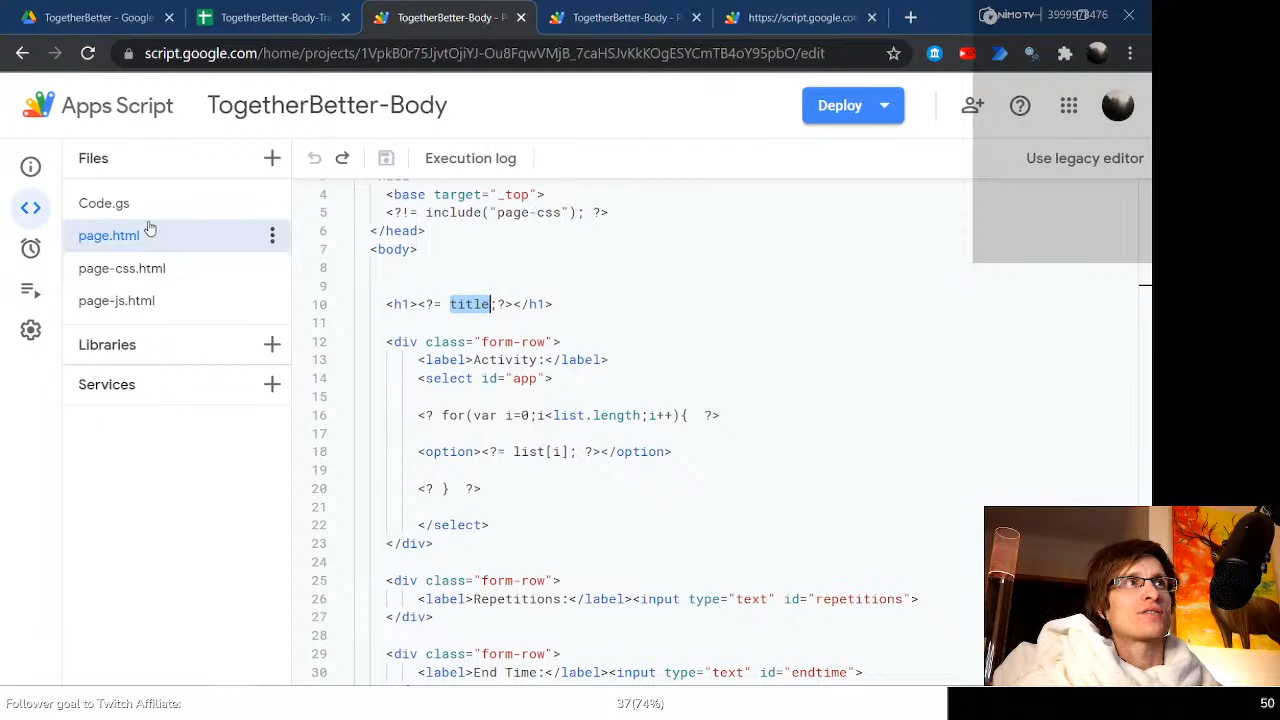 TogetherBetter - Google
TogetherBetter-Body-Tra
TogetherBetter-Body - P
TogetherBetter-Body - P
https://script.google.com
NIMO TV
script.google.com/home/projects/1VpkB0r75JjvtOjiYJ-Ou8FqwVMjB_7caHSJvKkKOgESYCmTB4oY95pbO/edit
Apps Script
TogetherBetter-Body
Deploy
Files
Execution log
Use legacy editor
Code.gs
page.html
page-css.html
page-js.html
Libraries
Services
4 <base target="_top">
5 <?!= include("page-css"); ?>
6 </head>
7 <body>
8
9
10 <h1><?= title;?></h1>
11
12 <div class="form-row">
13 <label>Activity:</label>
14 <select id="app">
15
16 <? for(var i=0;i<list.length;i++){ ?>
17
18 <option><?= list[i]; ?></option>
19
20 <? } ?>
21
22 </select>
23 </div>
24
25 <div class="form-row">
26 <label>Repetitions:</label><input type="text" id="repetitions">
27 </div>
28
29 <div class="form-row">
30 <label>End Time:</label><input type="text" id="endtime">
Follower goal to Twitch Affiliate:
37(74%)
50